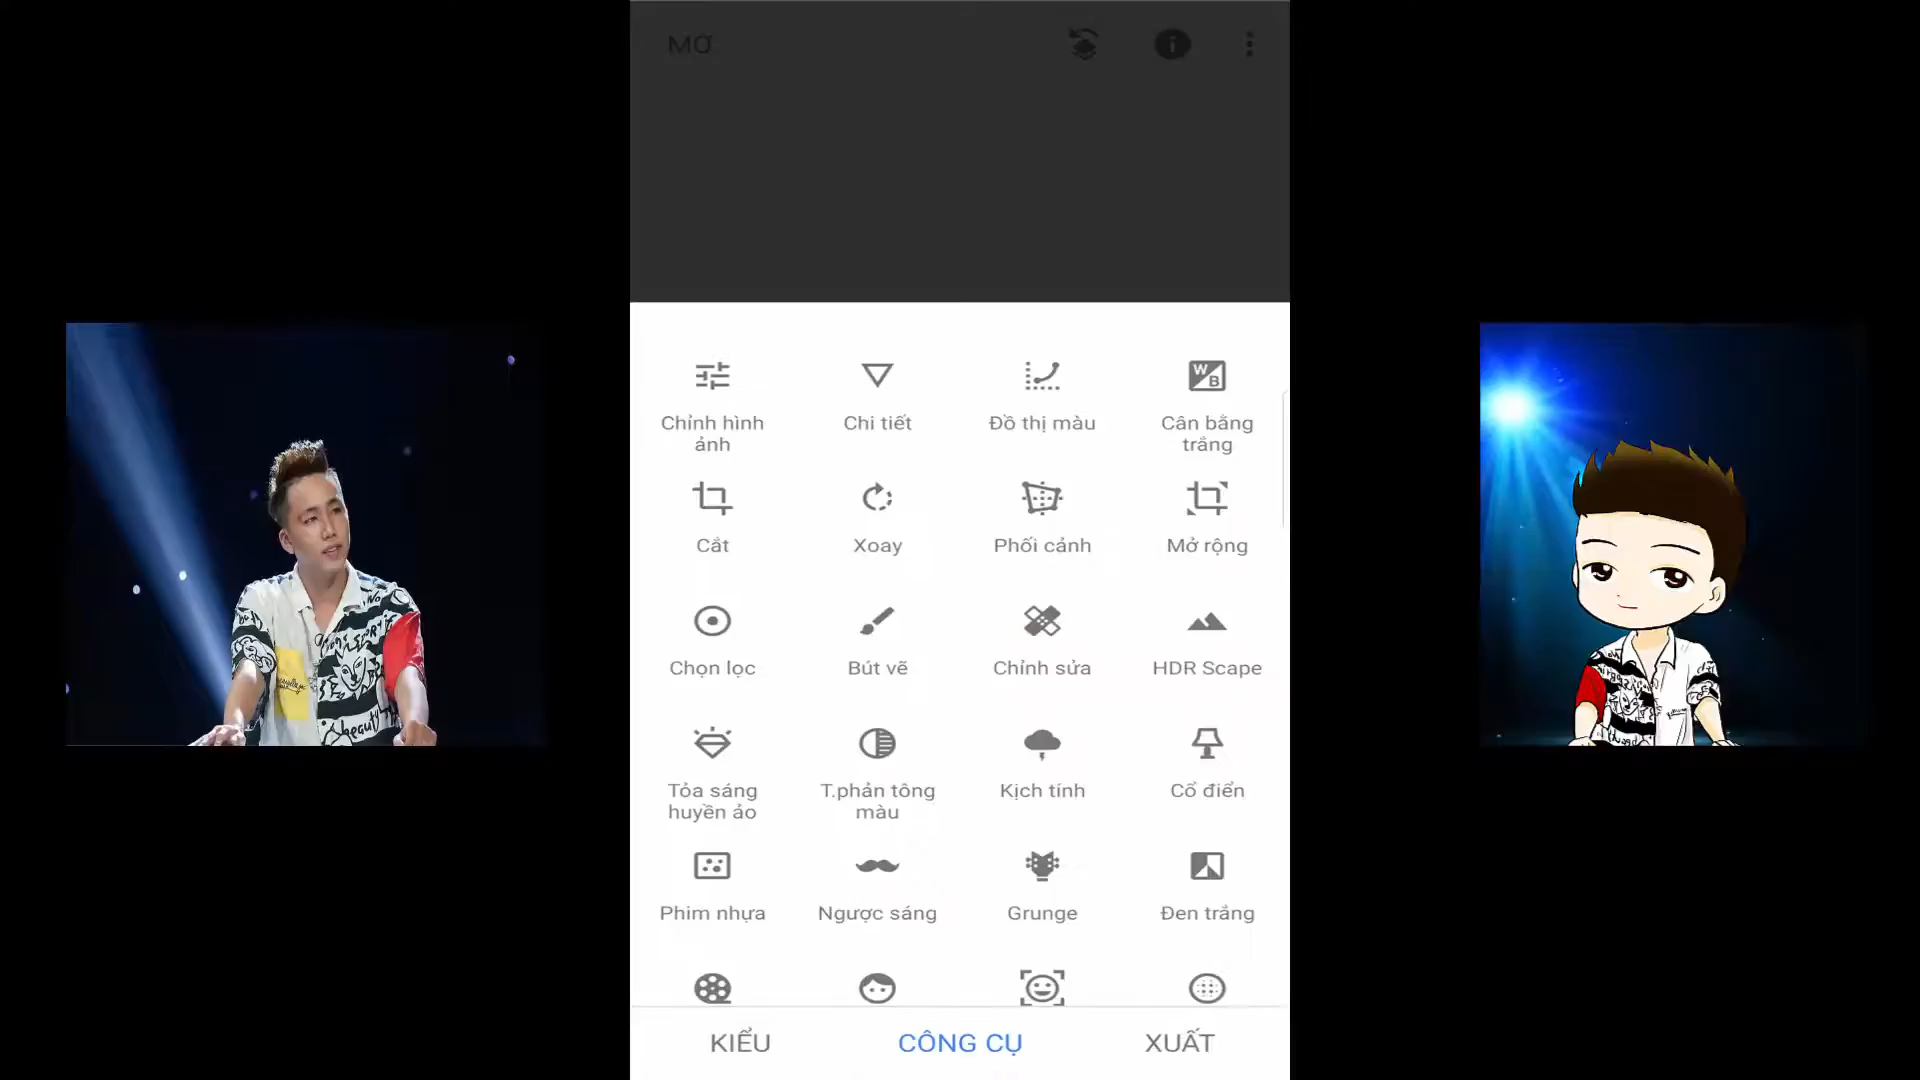 MỞ
Chỉnh hình ảnh
Chi tiết
Đồ thị màu
Cân bằng trắng
Cắt
Xoay
Phối cảnh
Mở rộng
Chọn lọc
Bút vẽ
Chỉnh sửa
HDR Scape
Tỏa sáng huyền ảo
T.phản tông màu
Kịch tính
Cổ điển
Phim nhựa
Ngược sáng
Grunge
Đen trắng
KIỂU
CÔNG CỤ
XUẤT
beauty